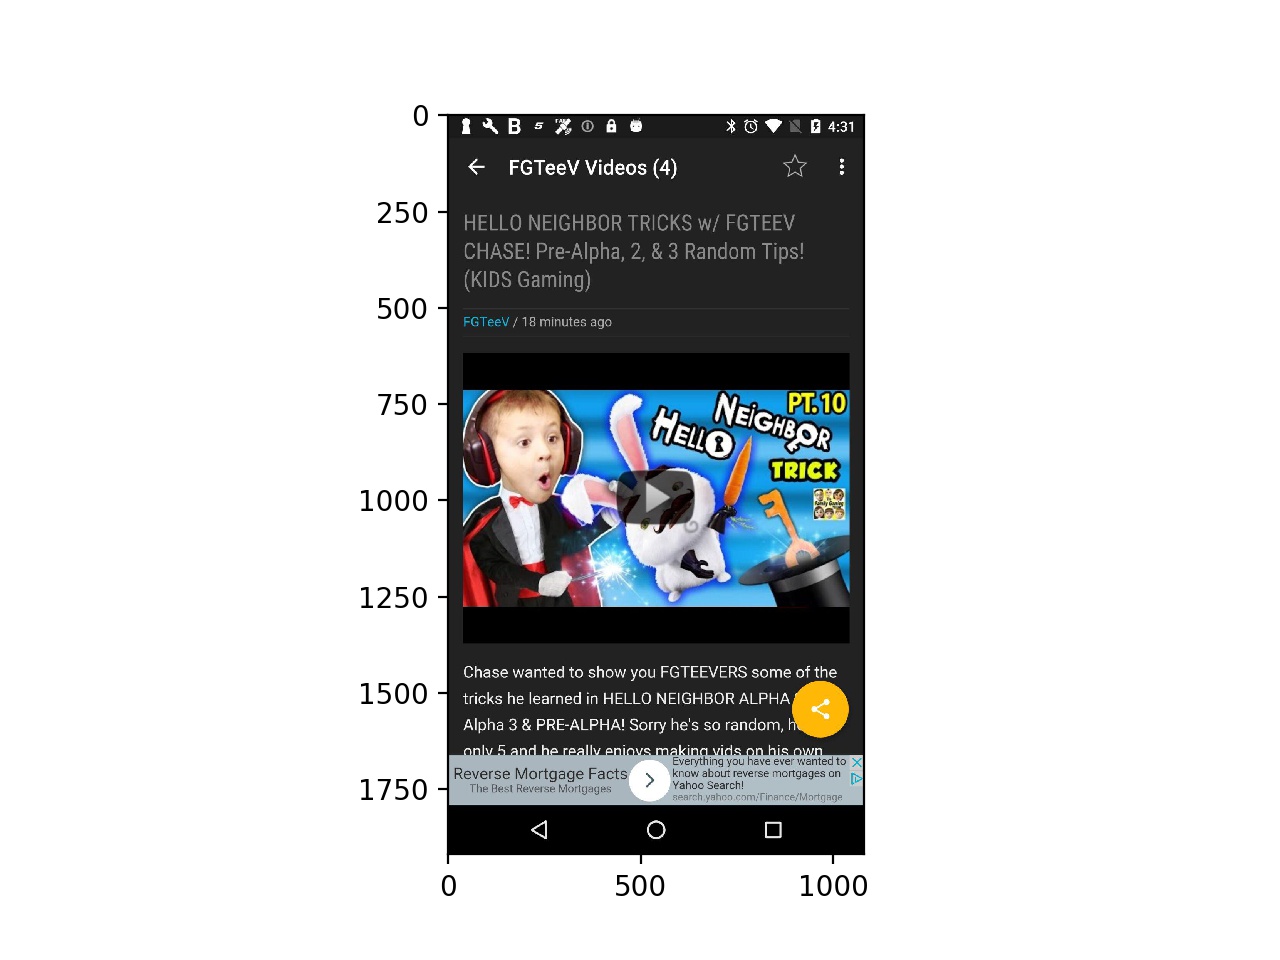 0
250
500
750
1000
1250
1500
1750
0
500
1000
4:31
FGTeeV Videos (4)
HELLO NEIGHBOR TRICKS w/ FGTEEV
CHASE! Pre-Alpha, 2, & 3 Random Tips!
(KIDS Gaming)
FGTeeV / 18 minutes ago
PT. 10
HELLO NEIGHBOR
TRICK
Chase wanted to show you FGTEEVERS some of the
tricks he learned in HELLO NEIGHBOR ALPHA
Alpha 3 & PRE-ALPHA! Sorry he's so random,
only 5 and he really enjoys making vids on his own
Reverse Mortgage Facts
The Best Reverse Mortgages
Everything you have ever wanted to
know about reverse mortgages on
Yahoo Search!
search.yahoo.com/Finance/Mortgage